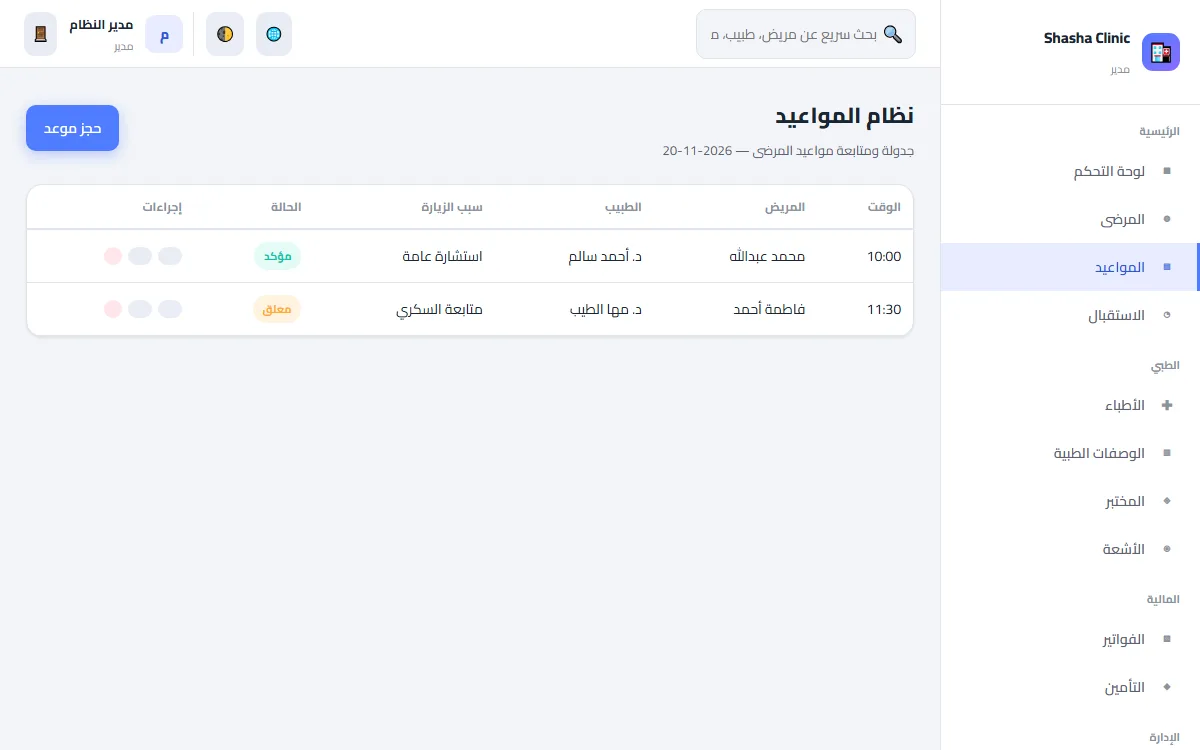 Shasha Clinic
مدير
الرئيسية
لوحة التحكم
المرضى
المواعيد
الاستقبال
الطبي
الأطباء
الوصفات الطبية
المختبر
الأشعة
المالية
الفواتير
التأمين
الإدارة
بحث سريع عن مريض، طبيب، م
م
مدير النظام
مدير
نظام المواعيد
جدولة ومتابعة مواعيد المرضى — 2026-11-20
حجز موعد
الوقت المريض الطبيب سبب الزيارة الحالة إجراءات
10:00 محمد عبدالله د. أحمد سالم استشارة عامة مؤكد
11:30 فاطمة أحمد د. مها الطيب متابعة السكري معلق